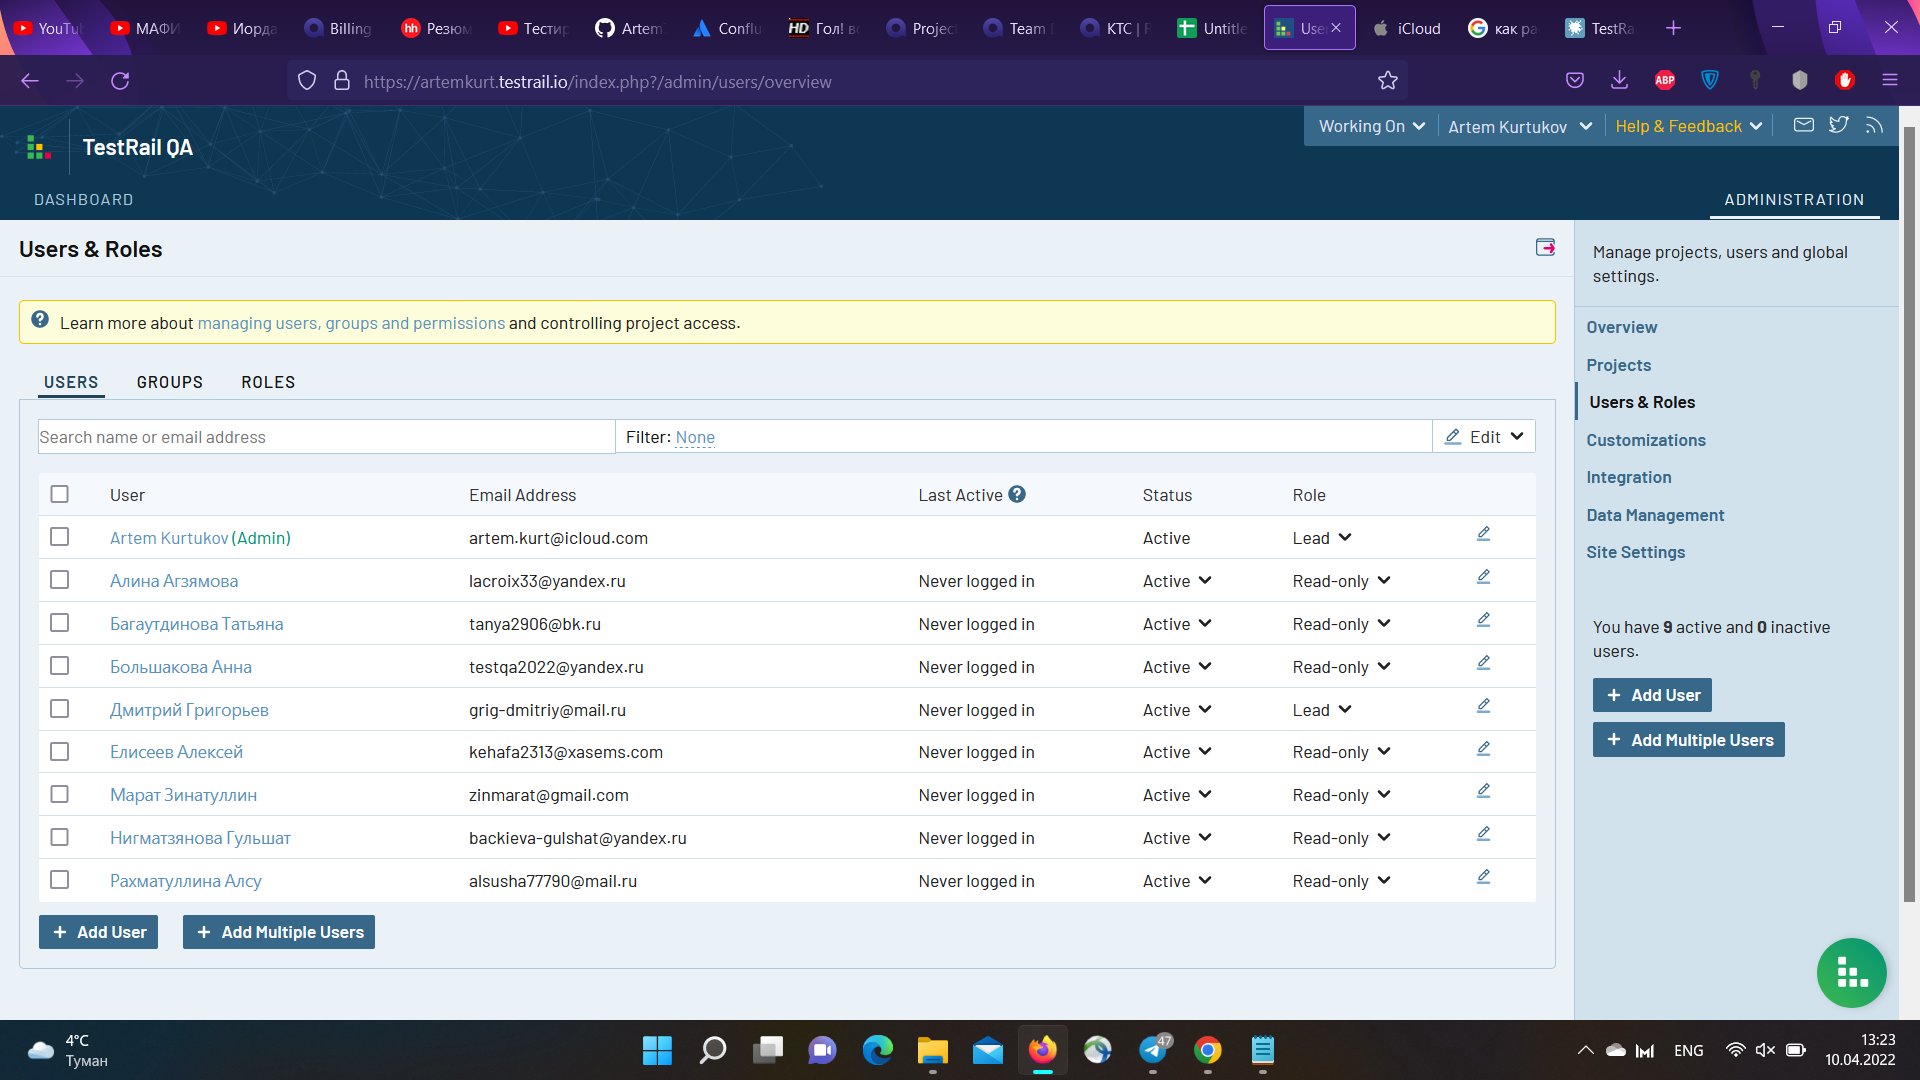 YouTu
МАФИ
Иорда
Billing
Резюм
Тести
Artem
Conflu
HD Гол! в
Projec
Team
КТС | F
Untitle
Use
iCloud
как ра
TestRa
https://artemkurt.testrail.io/index.php?/admin/users/overview
ABP
Working On
Artem Kurtukov
Help & Feedback
TestRail QA
DASHBOARD
ADMINISTRATION
Users & Roles
Learn more about managing users, groups and permissions and controlling project access.
USERS GROUPS ROLES
Search name or email address
Filter: None
Edit
User Email Address Last Active ? Status Role
Artem Kurtukov (Admin) artem.kurt@icloud.com Active Lead
Алина Агзямова lacroix33@yandex.ru Never logged in Active Read-only
Багаутдинова Татьяна tanya2906@bk.ru Never logged in Active Read-only
Большакова Анна testqa2022@yandex.ru Never logged in Active Read-only
Дмитрий Григорьев grig-dmitriy@mail.ru Never logged in Active Lead
Елисеев Алексей kehafa2313@xasems.com Never logged in Active Read-only
Марат Зинатуллин zinmarat@gmail.com Never logged in Active Read-only
Нигматзянова Гульшат backieva-gulshat@yandex.ru Never logged in Active Read-only
Рахматуллина Алсу alsusha77790@mail.ru Never logged in Active Read-only
+ Add User
+ Add Multiple Users
Manage projects, users and global
settings.
Overview
Projects
Users & Roles
Customizations
Integration
Data Management
Site Settings
You have 9 active and 0 inactive
users.
+ Add User
+ Add Multiple Users
4°C
Туман
47
ENG
13:23
10.04.2022